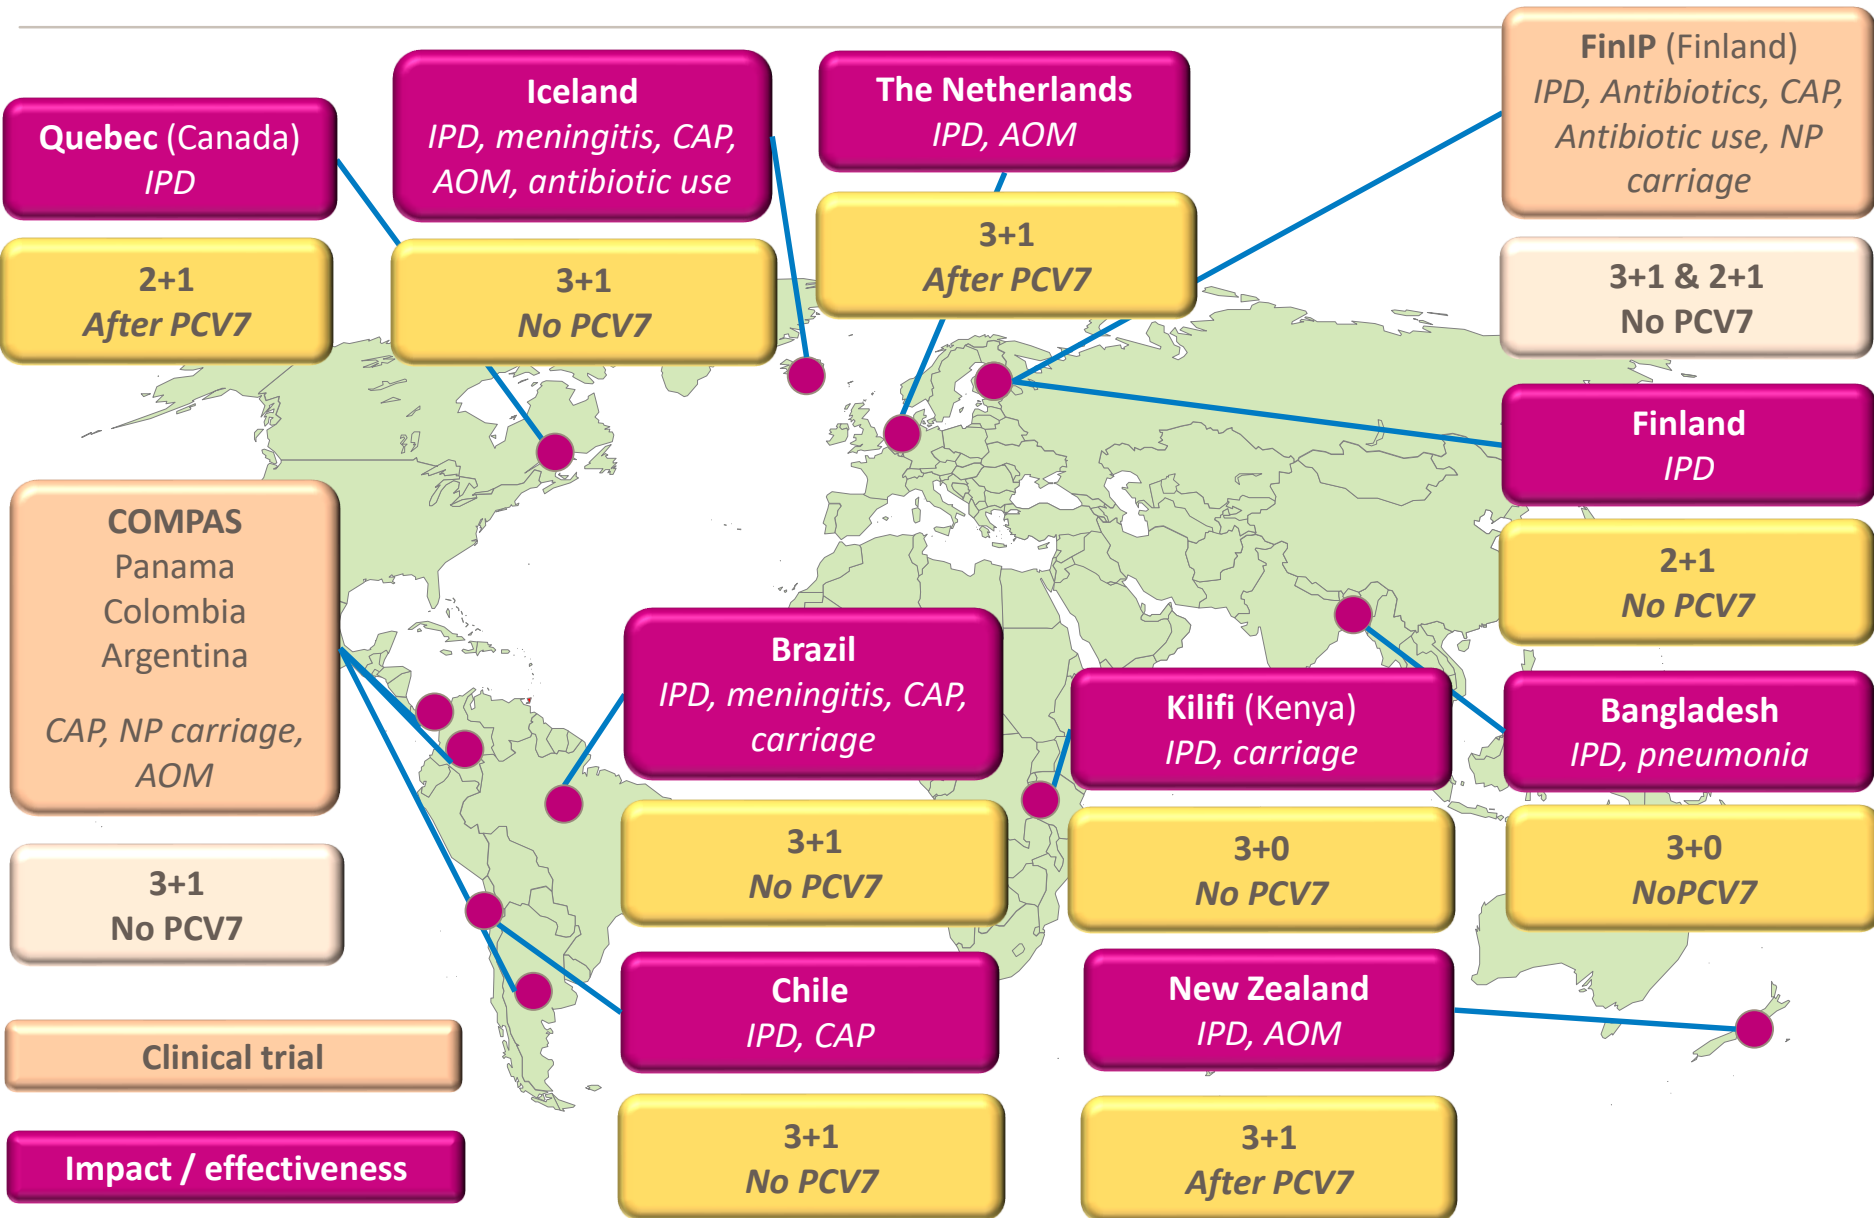 Quebec (Canada)
IPD
2+1
After PCV7
Iceland
IPD, meningitis, CAP,
AOM, antibiotic use
3+1
No PCV7
The Netherlands
IPD, AOM
3+1
After PCV7
FinIP (Finland)
IPD, Antibiotics, CAP,
Antibiotic use, NP
carriage
3+1 & 2+1
No PCV7
Finland
IPD
2+1
No PCV7
COMPAS
Panama
Colombia
Argentina
CAP, NP carriage,
AOM
3+1
No PCV7
Brazil
IPD, meningitis, CAP,
carriage
3+1
No PCV7
Kilifi (Kenya)
IPD, carriage
3+0
No PCV7
Bangladesh
IPD, pneumonia
3+0
NoPCV7
Chile
IPD, CAP
3+1
No PCV7
New Zealand
IPD, AOM
3+1
After PCV7
Clinical trial
Impact / effectiveness